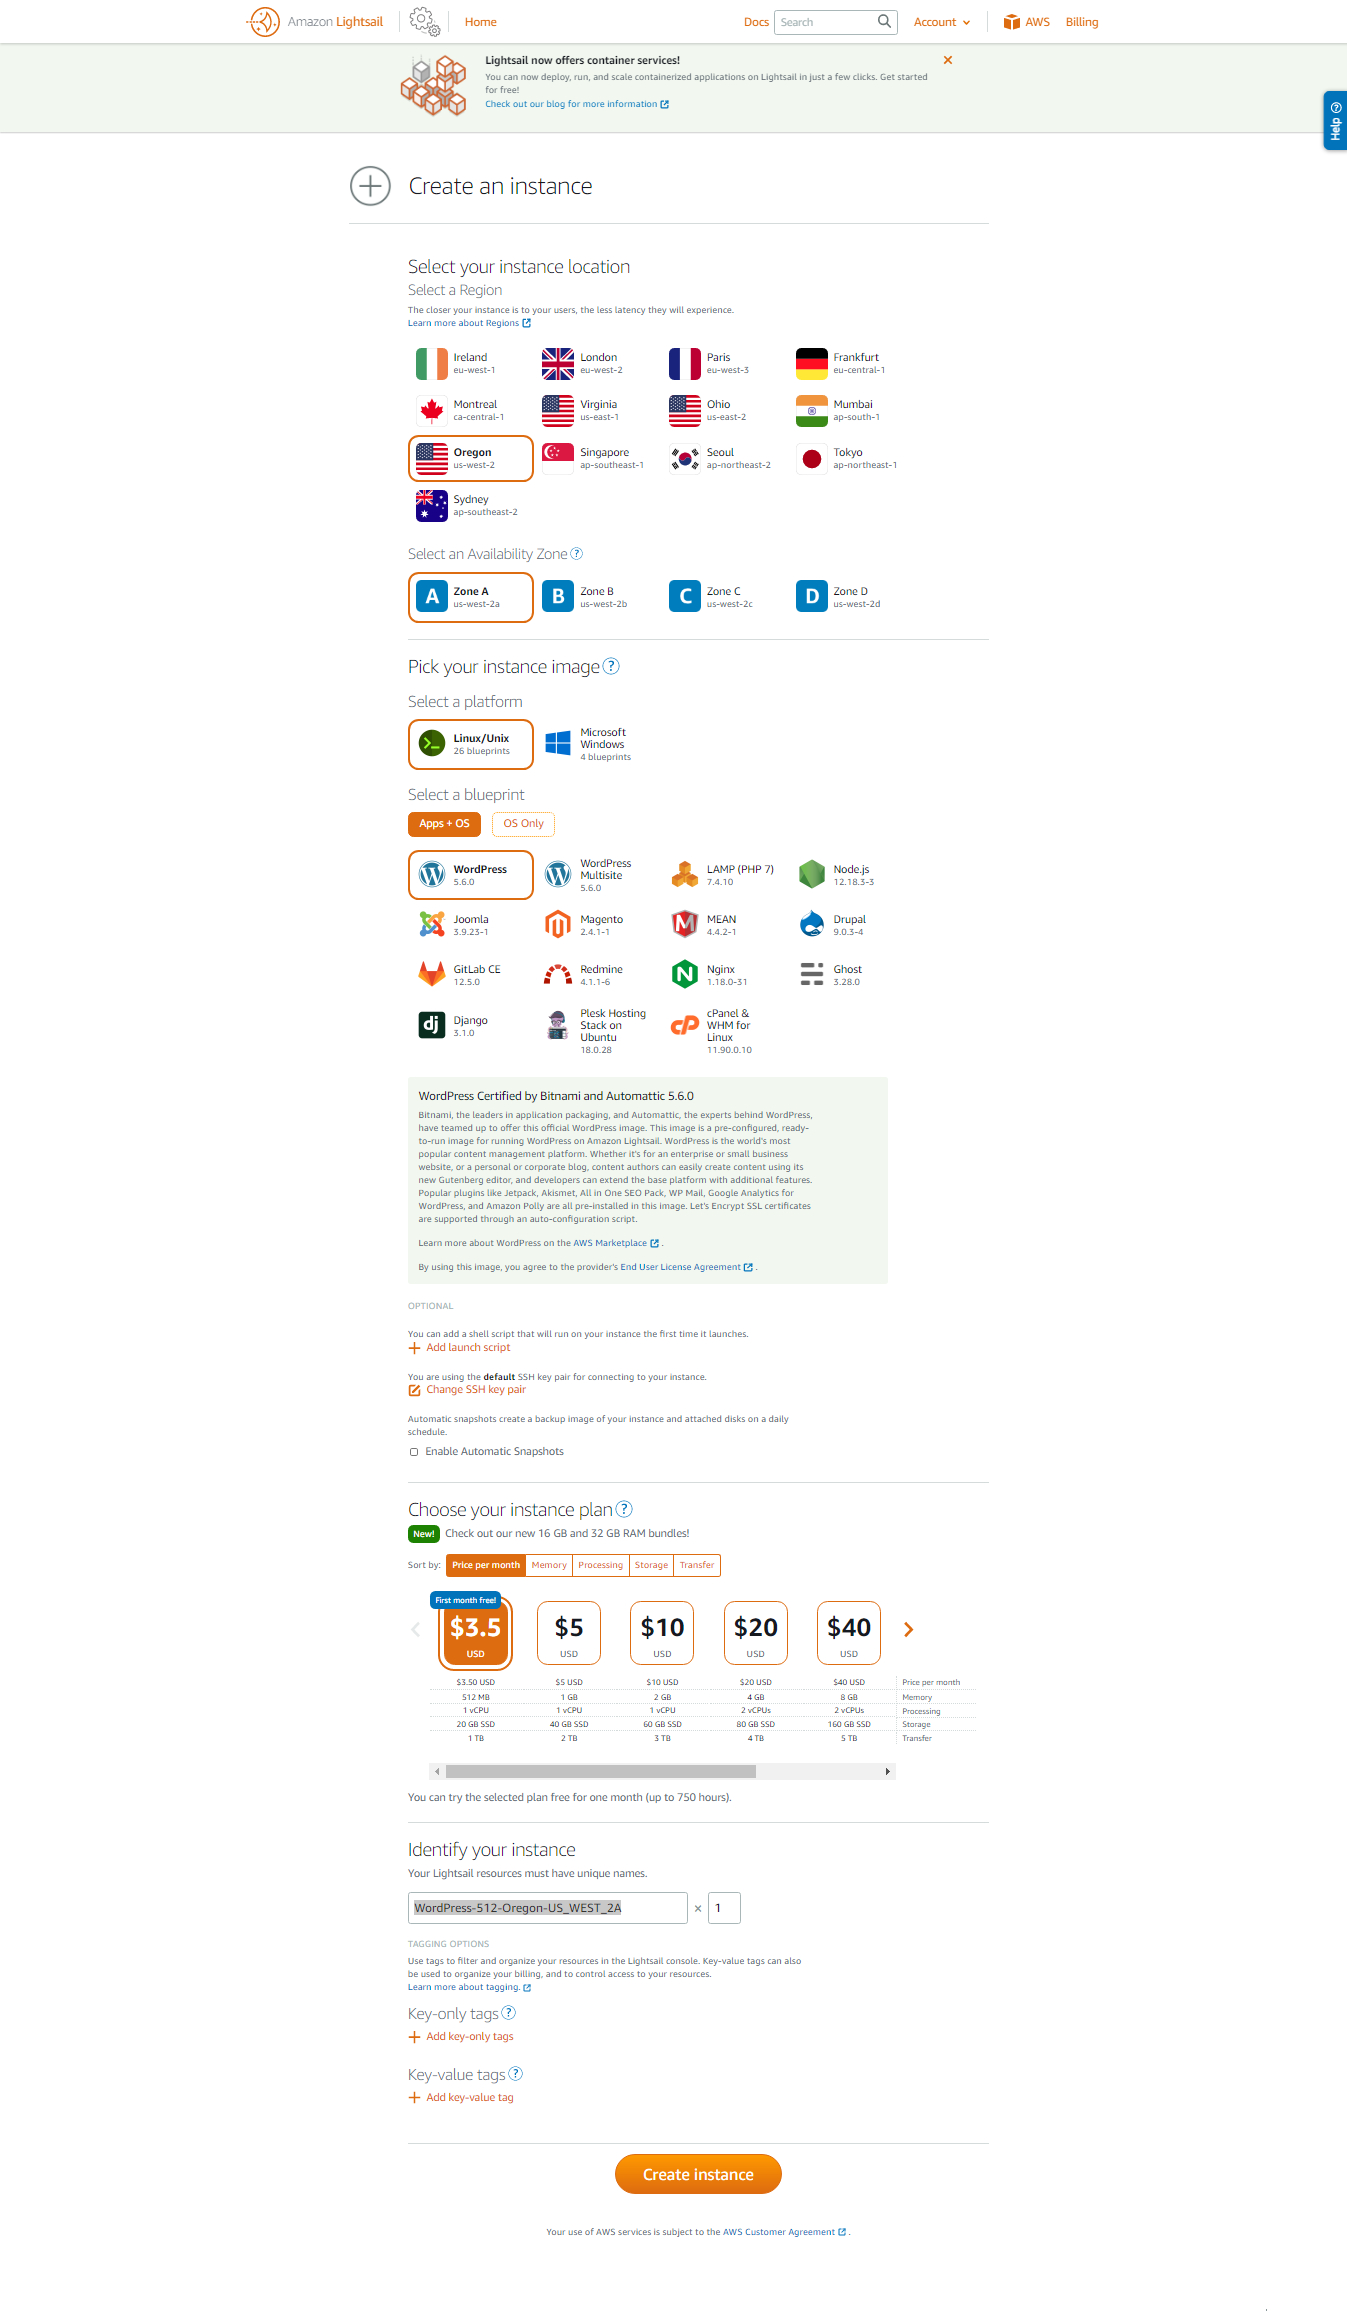 Amazon Lightsail
Home
Docs
Search
Account
AWS
Billing
Lightsail now offers container services!
You can now deploy, run, and scale containerized applications on Lightsail in just a few clicks. Get started
for free!
Check out our blog for more information
Help
Create an instance
Select your instance location
Select a Region
The closer your instance is to your users, the less latency they will experience.
Learn more about Regions
Ireland
eu-west-1
London
eu-west-2
Paris
eu-west-3
Frankfurt
eu-central-1
Montreal
ca-central-1
Virginia
us-east-1
Ohio
us-east-2
Mumbai
ap-south-1
Oregon
us-west-2
Singapore
ap-southeast-1
Seoul
ap-northeast-2
Tokyo
ap-northeast-1
Sydney
ap-southeast-2
Select an Availability Zone
A
Zone A
us-west-2a
B
Zone B
us-west-2b
C
Zone C
us-west-2c
D
Zone D
us-west-2d
Pick your instance image
Select a platform
Linux/Unix
26 blueprints
Microsoft
Windows
4 blueprints
Select a blueprint
Apps + OS
OS Only
WordPress
5.6.0
WordPress
Multisite
5.6.0
LAMP (PHP 7)
7.4.10
Node.js
12.18.3-3
Joomla
3.9.23-1
Magento
2.4.1-1
MEAN
4.4.2-1
Drupal
9.0.3-4
GitLab CE
12.5.0
Redmine
4.1.1-6
Nginx
1.18.0-31
Ghost
3.28.0
dj
Django
3.1.0
Plesk Hosting
Stack on
Ubuntu
18.0.28
cP
cPanel &
WHM for
Linux
11.90.0.10
WordPress Certified by Bitnami and Automattic 5.6.0
Bitnami, the leaders in application packaging, and Automattic, the experts behind WordPress,
have teamed up to offer this official WordPress image. This image is a pre-configured, ready-
to-run image for running WordPress on Amazon Lightsail. WordPress is the world's most
popular content management platform. Whether it's for an enterprise or small business
website, or a personal or corporate blog, content authors can easily create content using its
new Gutenberg editor, and developers can extend the base platform with additional features.
Popular plugins like Jetpack, Akismet, All in One SEO Pack, WP Mail, Google Analytics for
WordPress, and Amazon Polly are all pre-installed in this image. Let's Encrypt SSL certificates
are supported through an auto-configuration script.
Learn more about WordPress on the AWS Marketplace .
By using this image, you agree to the provider's End User License Agreement .
OPTIONAL
You can add a shell script that will run on your instance the first time it launches.
+ Add launch script
You are using the default SSH key pair for connecting to your instance.
Change SSH key pair
Automatic snapshots create a backup image of your instance and attached disks on a daily
schedule.
Enable Automatic Snapshots
Choose your instance plan
New! Check out our new 16 GB and 32 GB RAM bundles!
Sort by: Price per month Memory Processing Storage Transfer
First month free!
$3.5 $5 $10 $20 $40
USD USD USD USD USD
$3.50 USD $5 USD $10 USD $20 USD $40 USD Price per month
512 MB 1 GB 2 GB 4 GB 8 GB Memory
1 vCPU 1 vCPU 1 vCPU 2 vCPUs 2 vCPUs Processing
20 GB SSD 40 GB SSD 60 GB SSD 80 GB SSD 160 GB SSD Storage
1 TB 2 TB 3 TB 4 TB 5 TB Transfer
You can try the selected plan free for one month (up to 750 hours).
Identify your instance
Your Lightsail resources must have unique names.
WordPress-512-Oregon-US_WEST_2A × 1
TAGGING OPTIONS
Use tags to filter and organize your resources in the Lightsail console. Key-value tags can also
be used to organize your billing, and to control access to your resources.
Learn more about tagging.
Key-only tags
+ Add key-only tags
Key-value tags
+ Add key-value tag
Create instance
Your use of AWS services is subject to the AWS Customer Agreement .